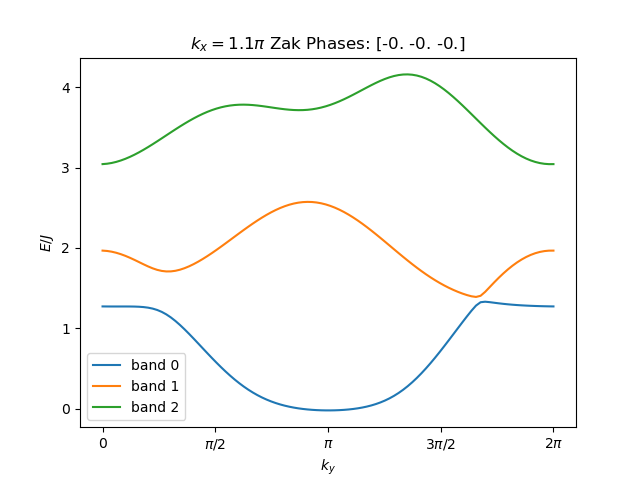 $k_x = 1.1\pi$ Zak Phases: [-0. -0. -0.]
4
3
2
1
0
E/J
band 0
band 1
band 2
0
π/2
π
3π/2
2π
$k_y$